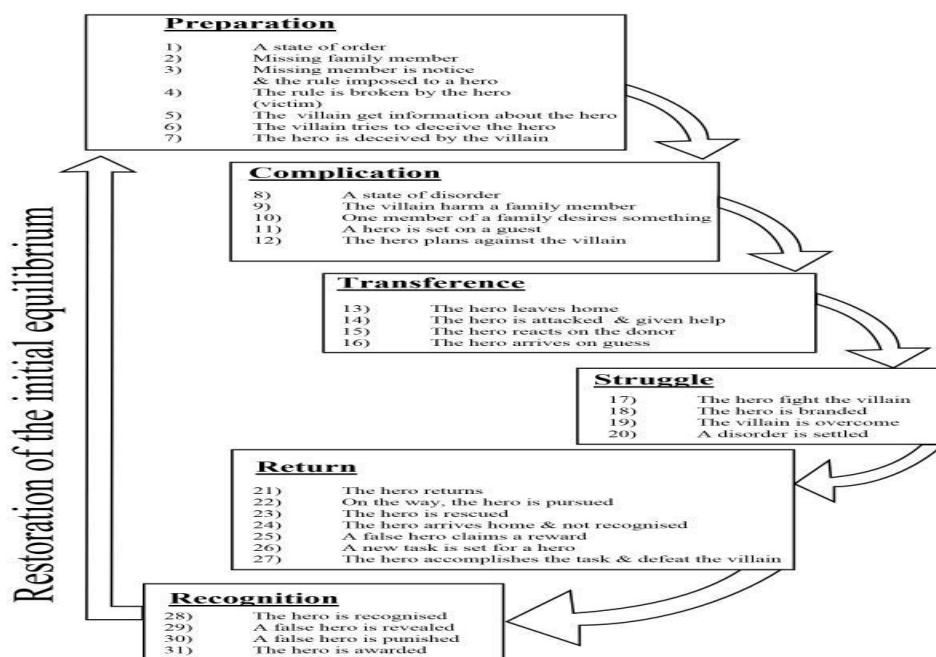 Preparation
1) A state of order
2) Missing family member
3) Missing member is notice
& the rule imposed to a hero
4) The rule is broken by the hero
(victim)
5) The villain get information about the hero
6) The villain tries to deceive the hero
7) The hero is deceived by the villain
Complication
8) A state of disorder
9) The villain harm a family member
10) One member of a family desires something
11) A hero is set on a guest
12) The hero plans against the villain
Transference
13) The hero leaves home
14) The hero is attacked & given help
15) The hero reacts on the donor
16) The hero arrives on guess
Struggle
17) The hero fight the villain
18) The hero is branded
19) The villain is overcome
20) A disorder is settled
Return
21) The hero returns
22) On the way, the hero is pursued
23) The hero is rescued
24) The hero arrives home & not recognised
25) A false hero claims a reward
26) A new task is set for a hero
27) The hero accomplishes the task & defeat the villain
Recognition
28) The hero is recognised
29) A false hero is revealed
30) A false hero is punished
31) The hero is awarded
Restoration of the initial equilibrium